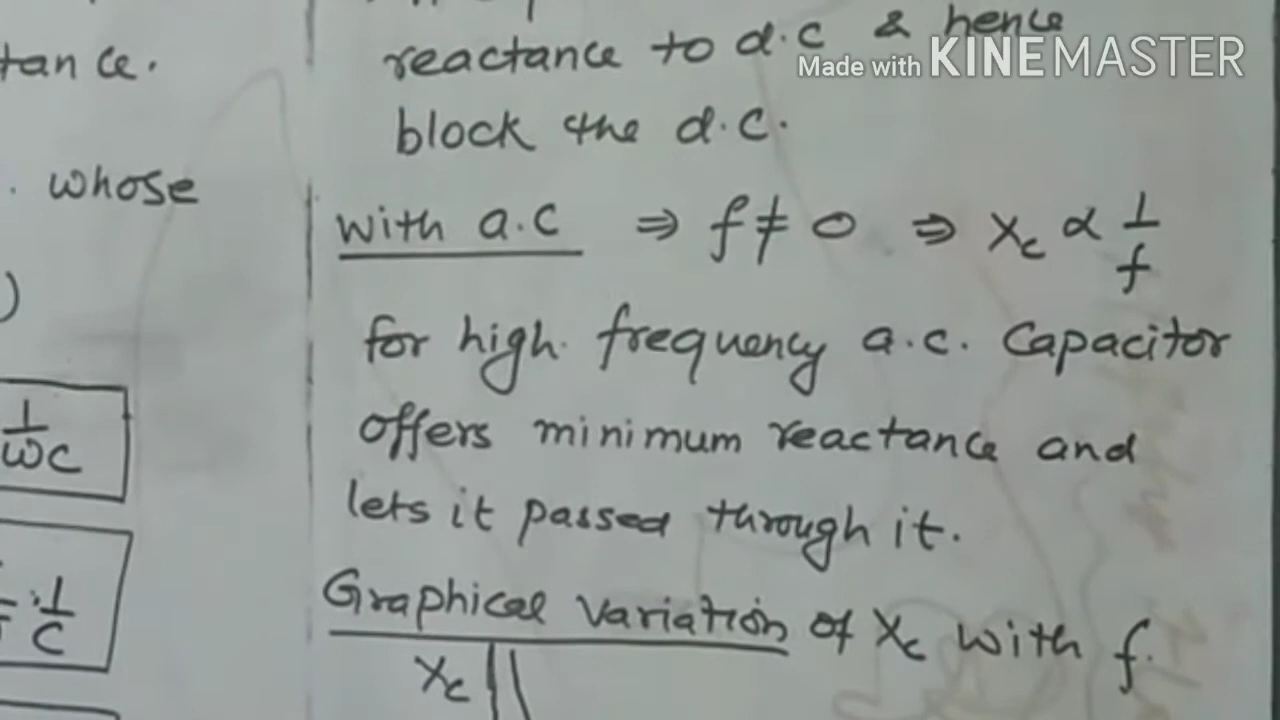 tance.
whose
)
1
ωC
1
C
reactance to d.c & hence
block the d.c.
With a.c ⇒ f ≠ 0 ⇒ Xc ∝ 1/f
for high frequency a.c. Capacitor
offers minimum reactance and
lets it passed through it.
Graphical Variation of Xc with f.
Xc
Made with KINEMASTER